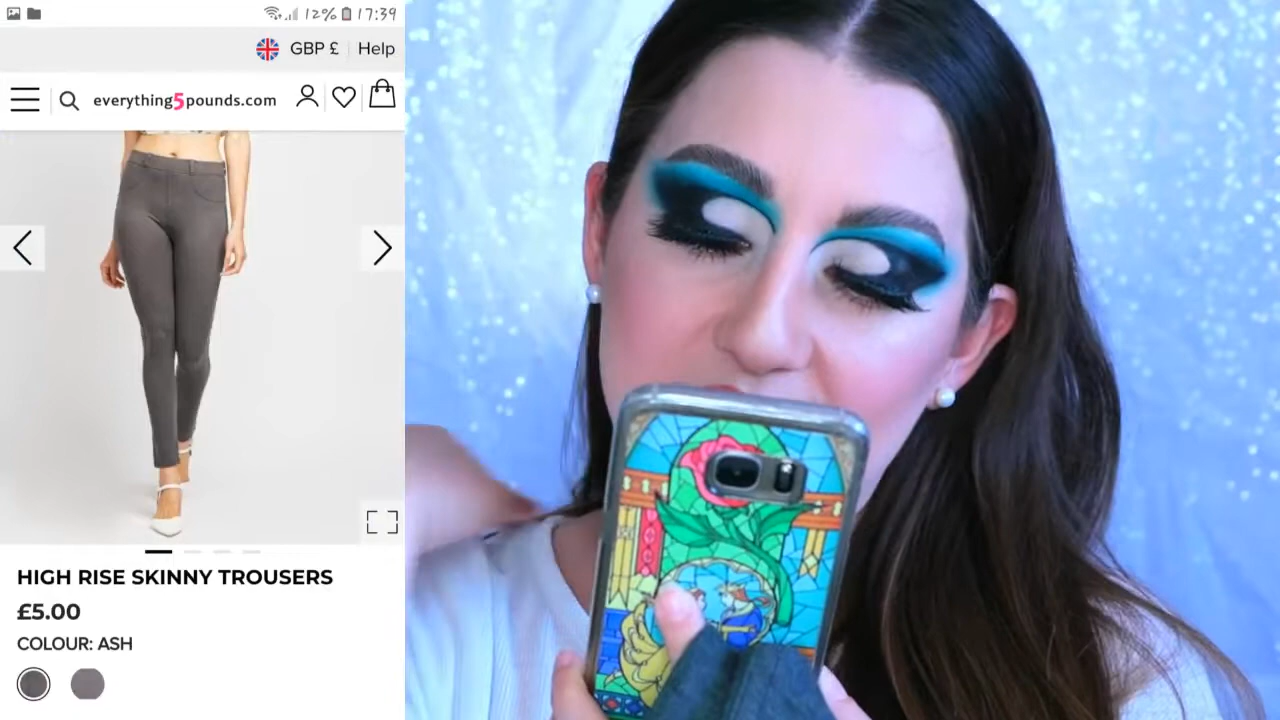 12% 17:39
GBP £ Help
everything5pounds.com
HIGH RISE SKINNY TROUSERS
£5.00
COLOUR: ASH